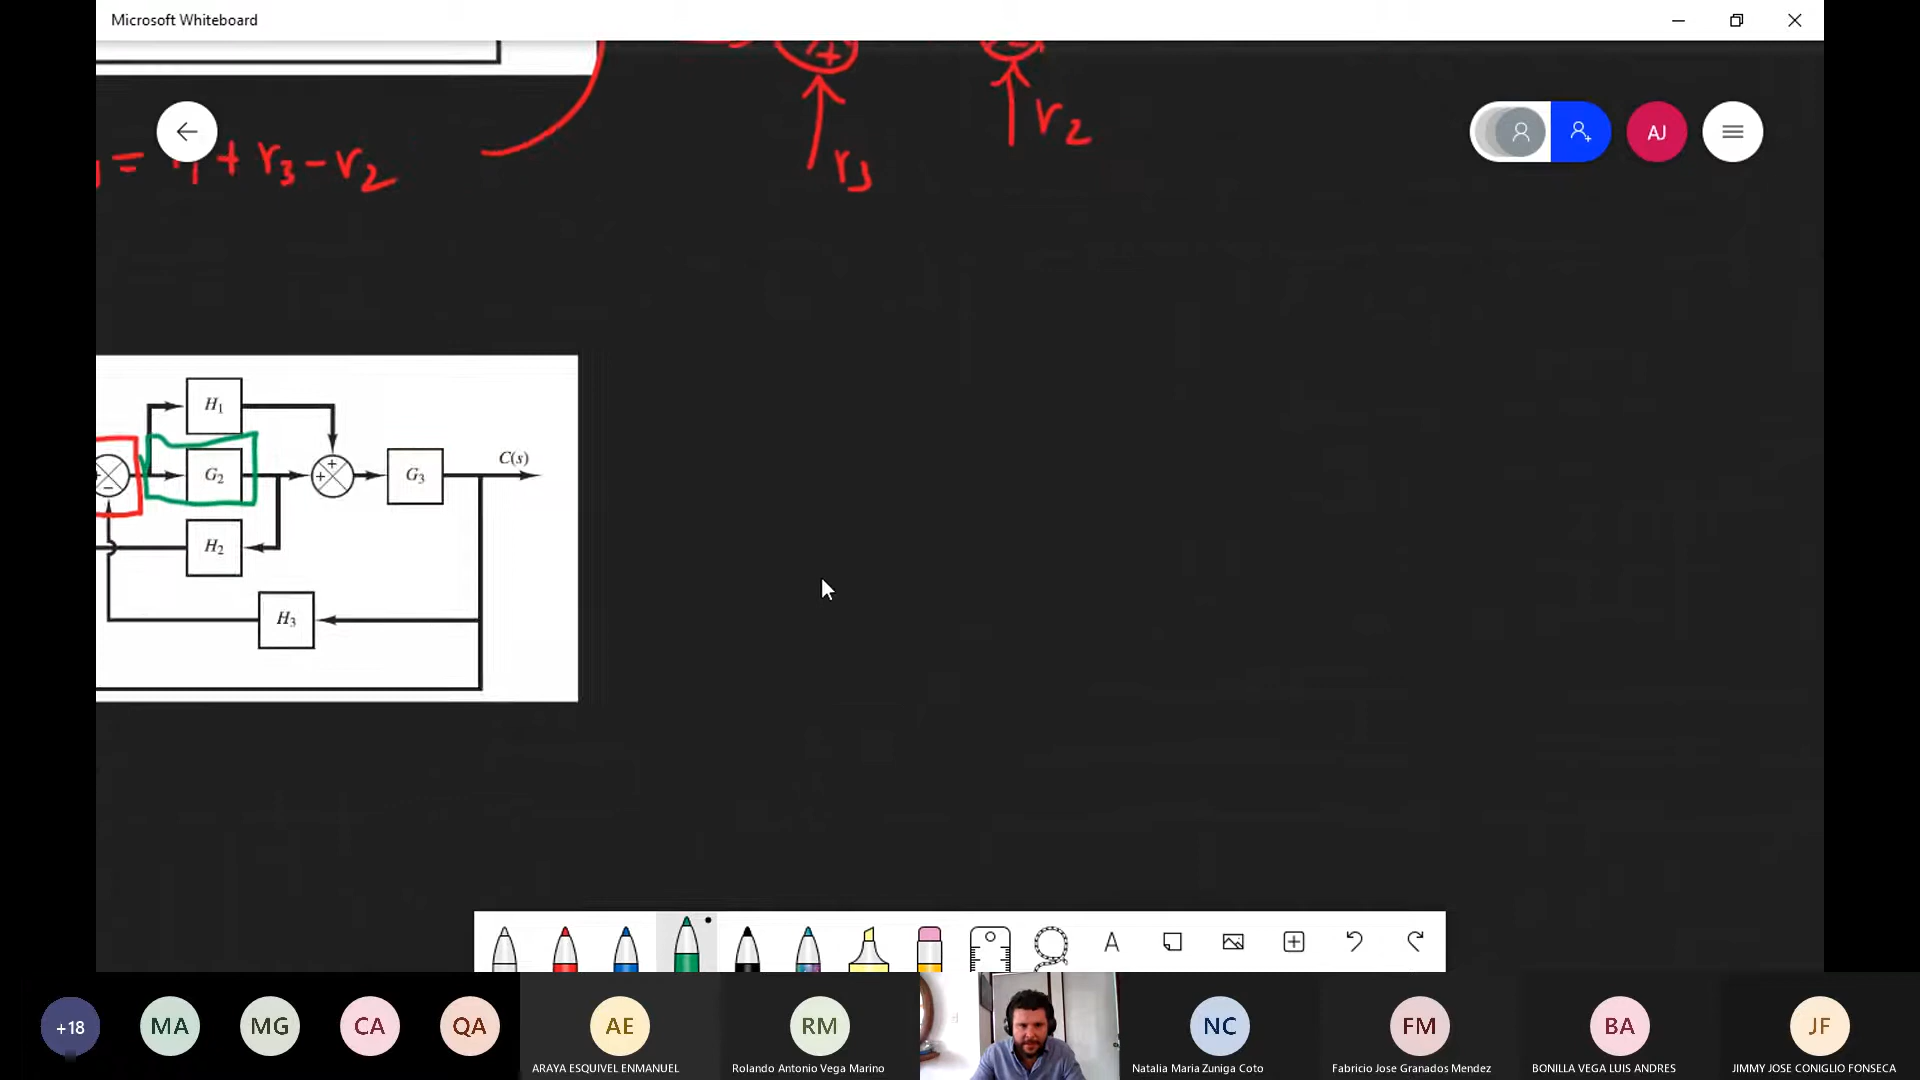 Microsoft Whiteboard
r2
= r1 + r3 - r2
r3
AJ
H1
G2
G3
C(s)
H2
H3
A
+18
MA
MG
CA
QA
AE
RM
NC
FM
BA
JF
ARAYA ESQUIVEL ENMANUEL
Rolando Antonio Vega Marino
Natalia Maria Zuniga Coto
Fabricio Jose Granados Mendez
BONILLA VEGA LUIS ANDRES
JIMMY JOSE CONIGLIO FONSECA